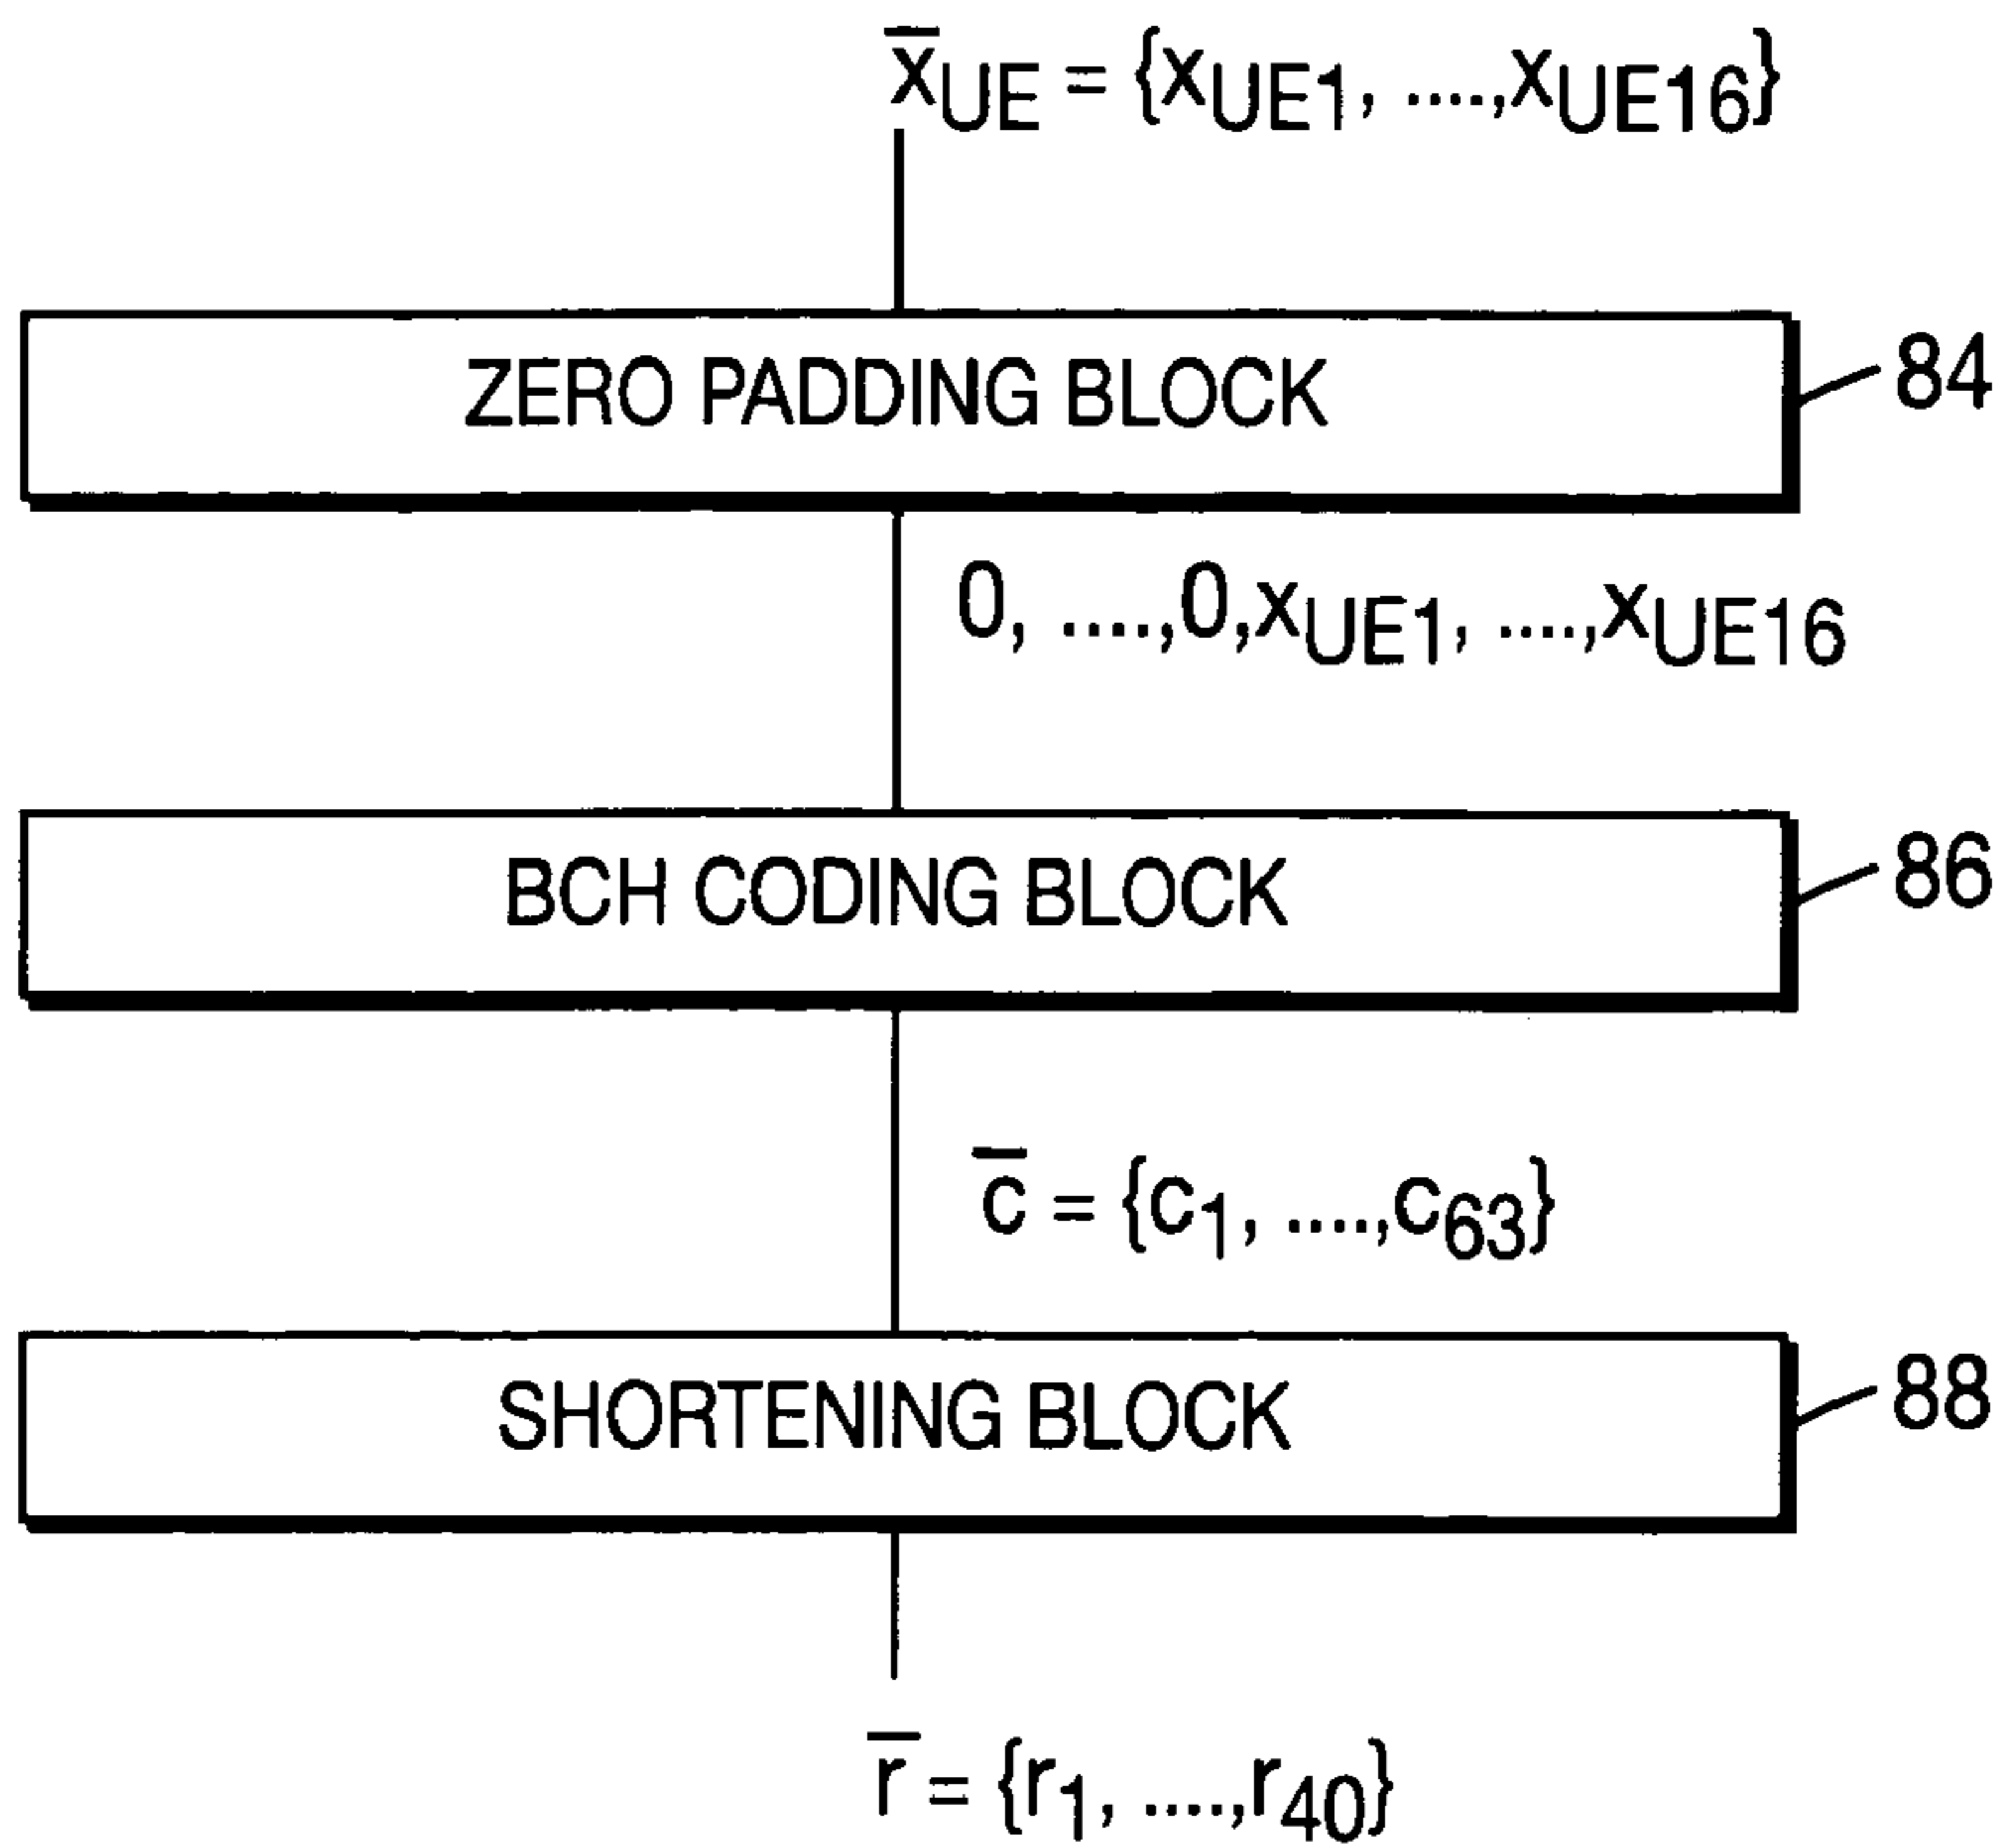 x̅UE = {xUE1, ....,xUE16}
ZERO PADDING BLOCK
84
0, ....,0,xUE1, ....,xUE16
BCH CODING BLOCK
86
c̅ = {c1, ....,c63}
SHORTENING BLOCK
88
r̅ = {r1, ....,r40}